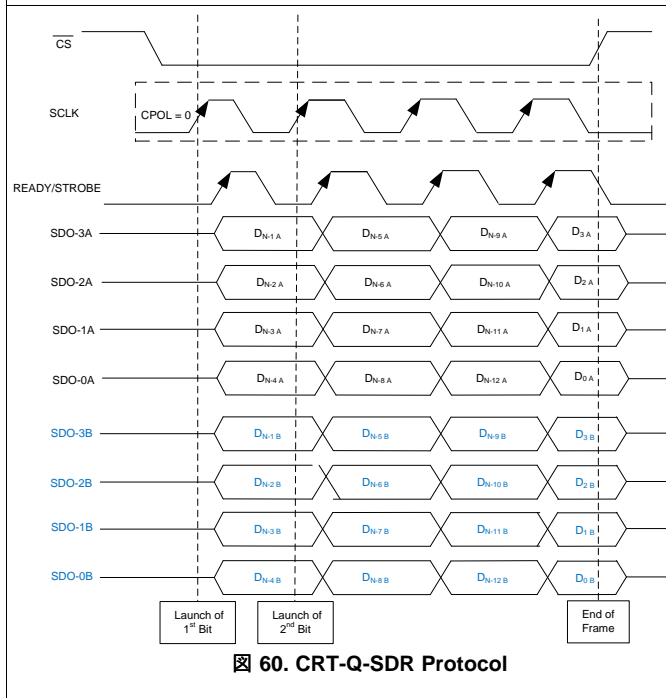 CS
SCLK
CPOL = 0
READY/STROBE
SDO-3A DN-1 A DN-5 A DN-9 A D3 A
SDO-2A DN-2 A DN-6 A DN-10 A D2 A
SDO-1A DN-3 A DN-7 A DN-11 A D1 A
SDO-0A DN-4 A DN-8 A DN-12 A D0 A
SDO-3B DN-1 B DN-5 B DN-9 B D3 B
SDO-2B DN-2 B DN-6 B DN-10 B D2 B
SDO-1B DN-3 B DN-7 B DN-11 B D1 B
SDO-0B DN-4 B DN-8 B DN-12 B D0 B
Launch of
1st Bit
Launch of
2nd Bit
End of
Frame
図 60. CRT-Q-SDR Protocol